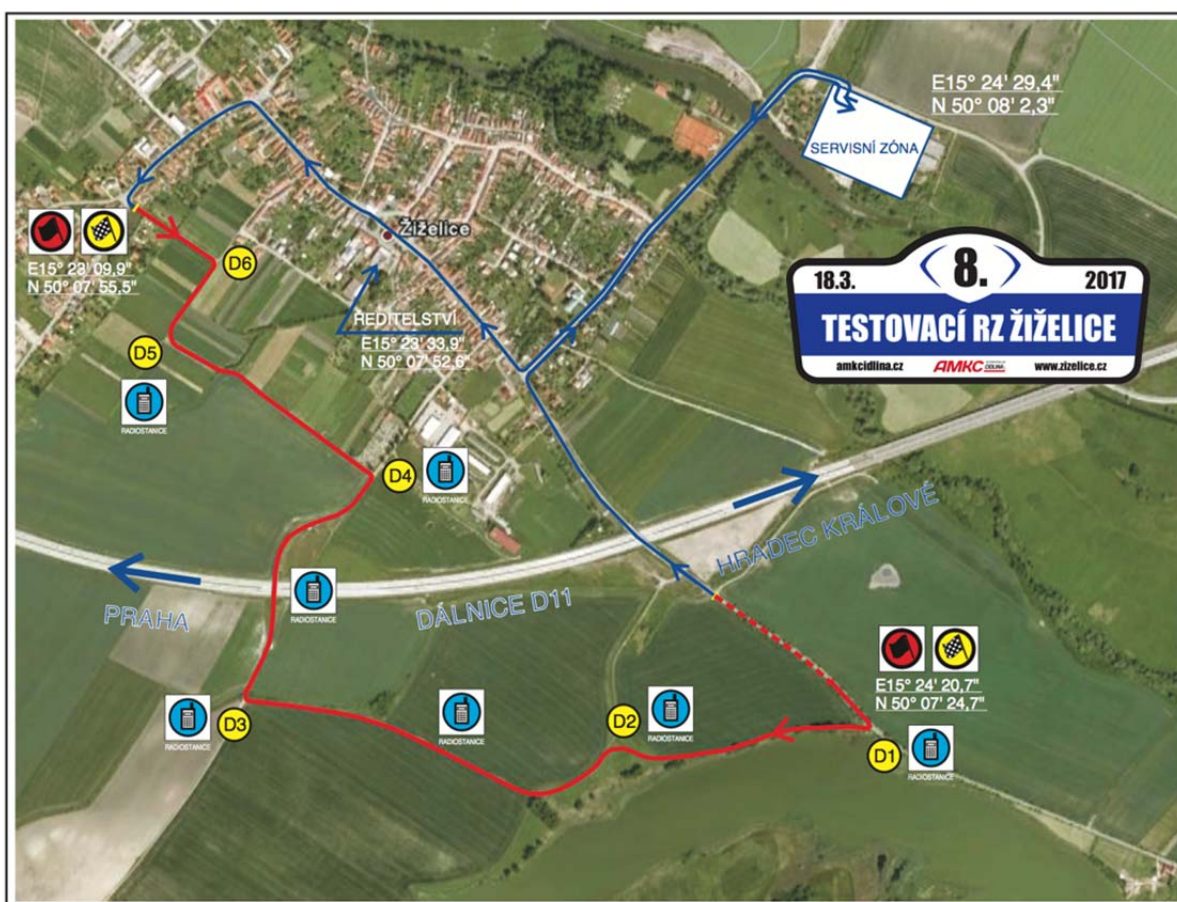 E15° 24' 29,4"
N 50° 08' 2,3"
SERVISNÍ ZÓNA
Žiželice
E15° 23' 09,9"
N 50° 07' 55,5"
D6
ŘEDITELSTVÍ
E15° 23' 33,9"
N 50° 07' 52,6"
18.3.
8.
2017
TESTOVACÍ RZ ŽIŽELICE
amkcidlina.cz
AMKC
CIDLINA
www.zizelice.cz
D5
RADIOSTANICE
D4
RADIOSTANICE
HRADEC KRÁLOVÉ
PRAHA
RADIOSTANICE
DÁLNICE D11
E15° 24' 20,7"
N 50° 07' 24,7"
D3
RADIOSTANICE
RADIOSTANICE
D2
RADIOSTANICE
D1
RADIOSTANICE